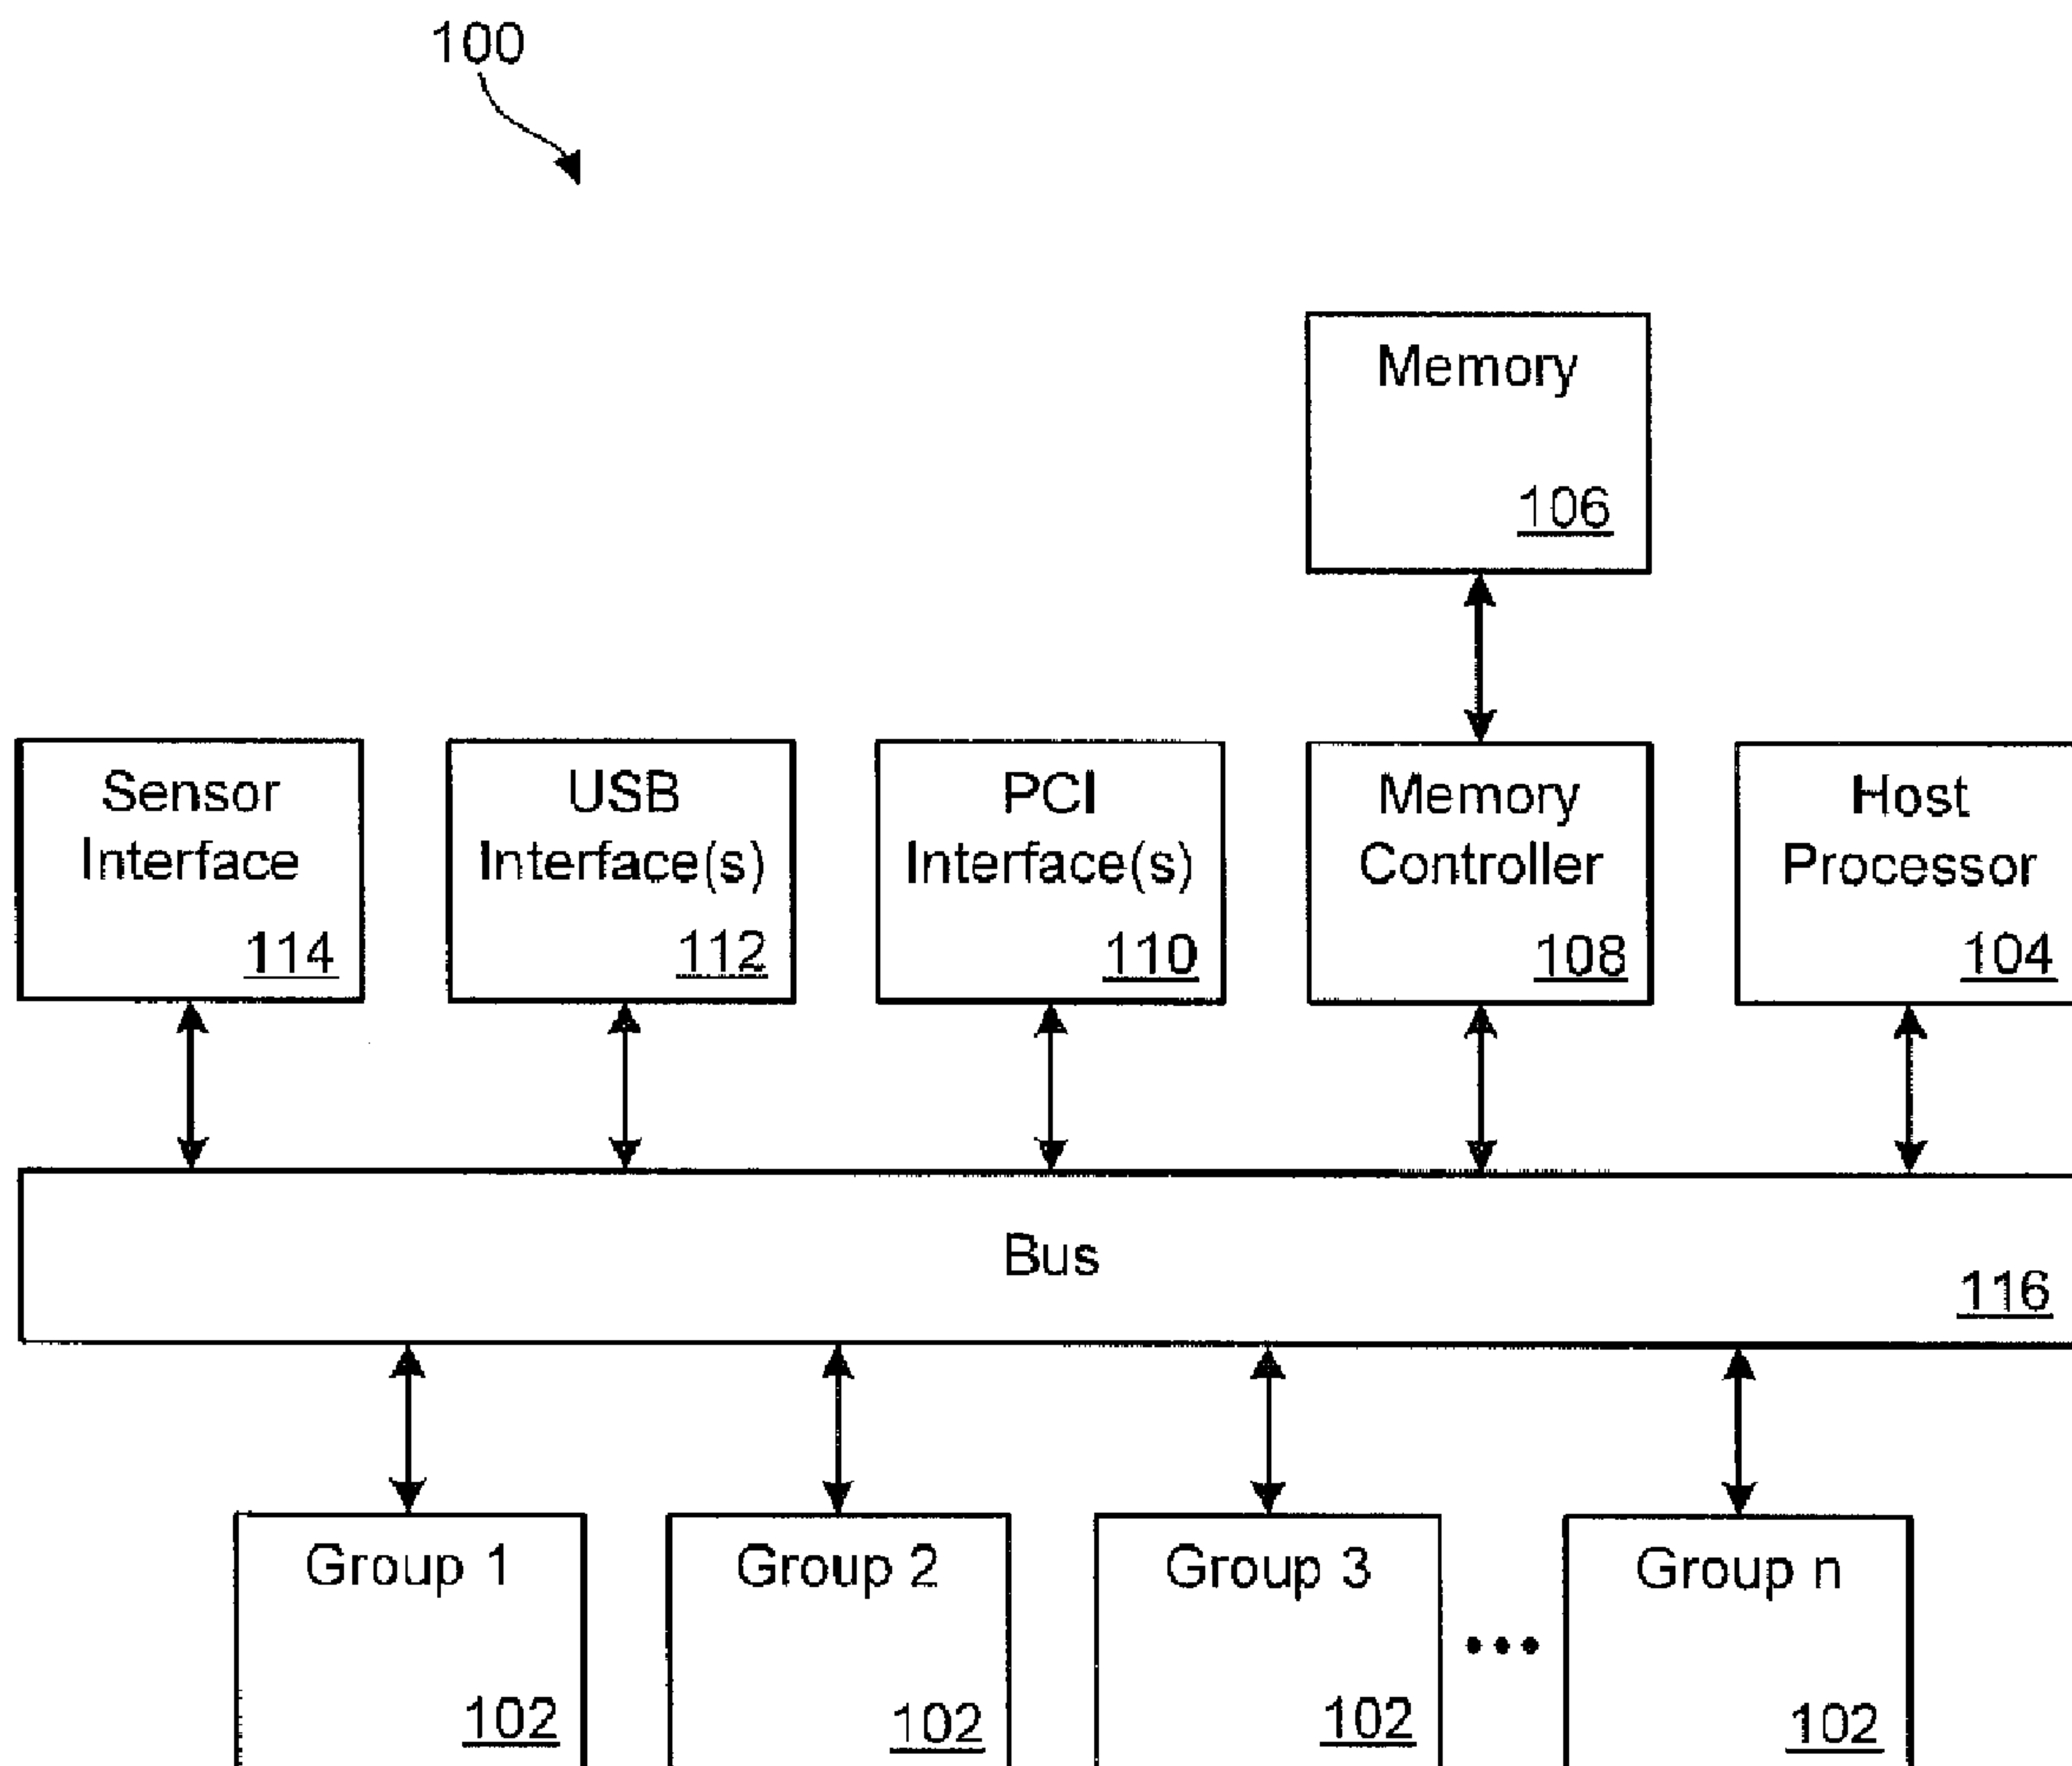 100
Memory
106
Sensor
Interface
114
USB
Interface(s)
112
PCI
Interface(s)
110
Memory
Controller
108
Host
Processor
104
Bus
116
Group 1
102
Group 2
102
Group 3
102
•••
Group n
102